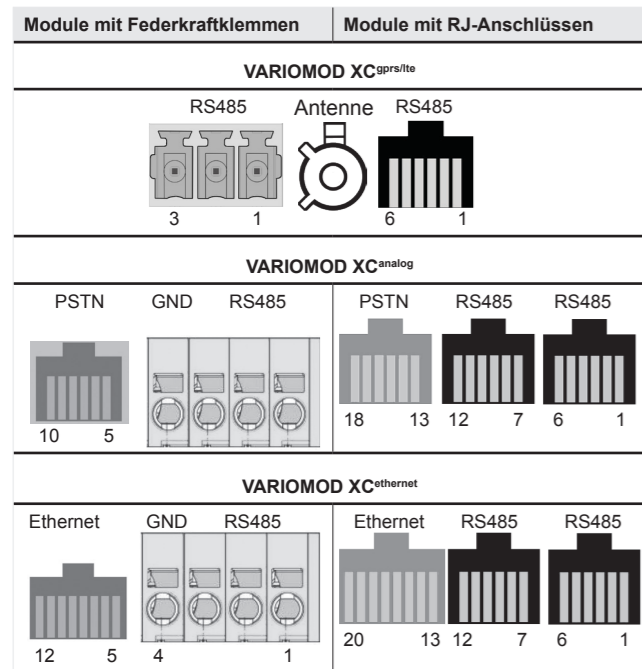 Module mit Federkraftklemmen Module mit RJ-Anschlüssen
VARIOMOD XCgprs/lte
RS485 Antenne RS485
3 1 6 1
VARIOMOD XCanalog
PSTN GND RS485 PSTN RS485 RS485
10 5 18 13 12 7 6 1
VARIOMOD XCethernet
Ethernet GND RS485 Ethernet RS485 RS485
12 5 4 1 20 13 12 7 6 1